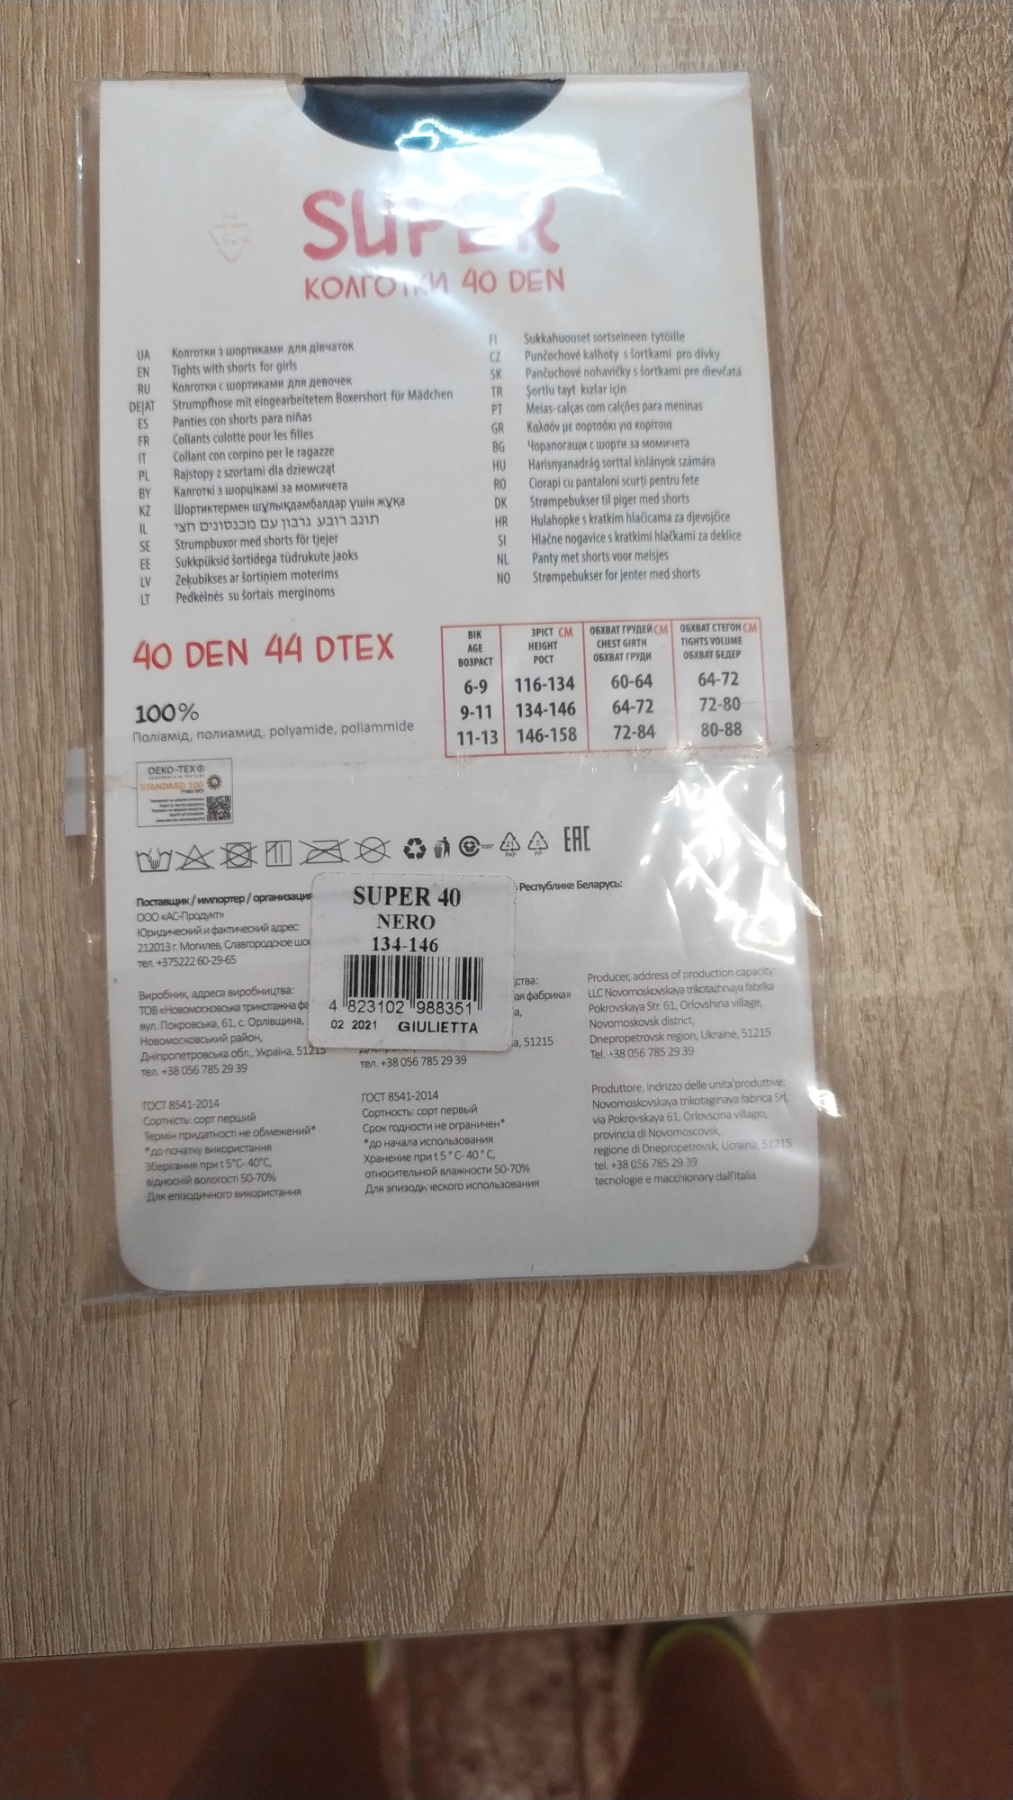 SUPER
КОЛГОТКИ 40 DEN
UA Колготки з шортиками для дівчаток
EN Tights with shorts for girls
RU Колготки с шортиками для девочек
DE|AT Strumpfhose mit eingearbeitetem Boxershort für Mädchen
ES Panties con shorts para niñas
FR Collants culotte pour les filles
IT Collant con corpino per le ragazze
PL Rajstopy z szortami dla dziewcząt
BY Калготкі з шорцікамі за момичета
KZ Шортиктермен шұлықдамбалдар үшін жұқа
IL תונב רובע ןגברוג עם מכנסונים חצי
SE Strumpbuxor med shorts för tjejer
EE Sukkpüksid šortidega tüdrukute jaoks
LV Zeķubikses ar šortiņiem moterims
LT Pedkėlnės su šortais merginoms
FI Sukkahuouset sortseineen tytöille
CZ Punčochové kalhoty s šortkami pro dívky
SK Pančuchové nohavičky s šortkami pre dievčatá
TR Şortlu tayt kızlar için
PT Meias-calças com calções para meninas
GR Καλσόν με σορτσάκι για κορίτσια
BG Чорапогащи с шорти за момичета
HU Harisnyanadrág sorttal kislányok számára
RO Ciorapi cu pantaloni scurți pentru fete
DK Strømpebukser til piger med shorts
HR Hulahopke s kratkim hlačicama za djevojčice
SI Hlačne nogavice s kratkimi hlačkami za deklice
NL Panty met shorts voor meisjes
NO Strømpebukser for jenter med shorts
40 DEN 44 DTEX
100%
Поліамід, полиамид, polyamide, poliammide
ВІК ЗРІСТ СМ ОБХВАТ ГРУДЕЙ СМ ОБХВАТ СТЕГОН СМ
AGE HEIGHT CHEST GIRTH TIGHTS VOLUME
ВОЗРАСТ РОСТ ОБХВАТ ГРУДИ ОБХВАТ БЕДЕР
6-9 116-134 60-64 64-72
9-11 134-146 64-72 72-80
11-13 146-158 72-84 80-88
OEKO-TEX®
STANDARD 100
21 PAP
5 PP
EAC
Поставщик / импортер / организация
Республике Беларусь:
ООО «АС-Продукт»
Юридический и фактический адрес:
212013 г. Могилев, Славгородское
тел. +375222 60-29-65
SUPER 40
NERO
134-146
4 823102 988351
02 2021 GIULIETTA
Виробник, адреса виробництва:
ТОВ «Новомосковська трикотажна
вул. Покровська, 61, с. Орлівщина,
Новомосковський район,
Дніпропетровська обл., Україна, 51215
тел. +38 056 785 29 39
фабрика»
51215
тел. +38 056 785 29 39
Producer, address of production capacity:
LLC Novomoskovskaya trikotazhnaya fabrika
Pokrovskaya Str. 61, Orlovshina village,
Novomoskovsk district,
Dnepropetrovsk region, Ukraine, 51215
Tel. +38 056 785 29 39
ГОСТ 8541-2014
Сортність: сорт перший
Термін придатності не обмежений*
*до початку використання
Зберігання при t 5°C- 40°C,
відносній вологості 50-70%
Для епізодичного використання
ГОСТ 8541-2014
Сортность: сорт первый
Срок годности не ограничен*
*до начала использования
Хранение при t 5 ° C- 40 ° C,
относительной влажности 50-70%
Для эпизодического использования
Produttore, indrizzo delle unita'produttive:
Novomoskovskaya trikotaginaya fabrica Srl,
via Pokrovskaya 61, Orlovscina villagio,
provincia di Novomoscovsk,
regione di Dnepropetrovsk, Ucraina, 51215
tel. +38 056 785 29 39
tecnologie e macchionary dall'Italia